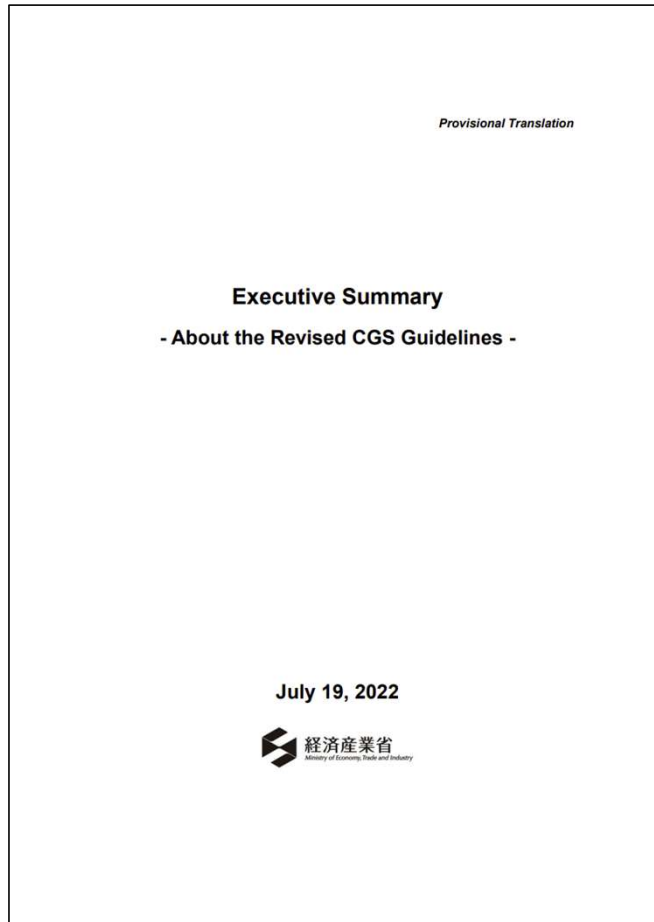 Provisional Translation
Executive Summary
- About the Revised CGS Guidelines -
July 19, 2022
経済産業省
Ministry of Economy, Trade and Industry